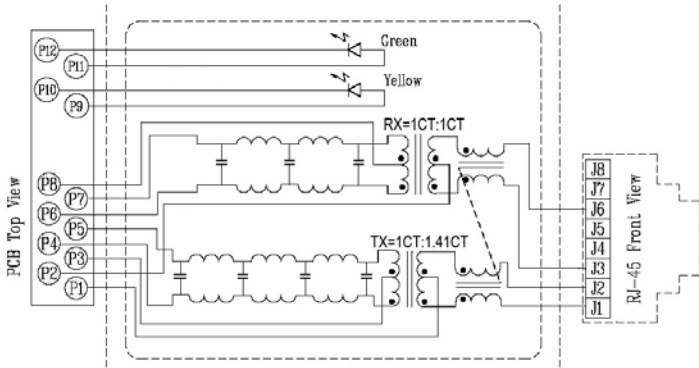 P12
Green
P11
P10
Yellow
P9
RX=1CT:1CT
P8
P7
P6
P5
P4
P3
P2
P1
PCB Top View
TX=1CT:1.41CT
J8
J7
J6
J5
J4
J3
J2
J1
RJ-45 Front View